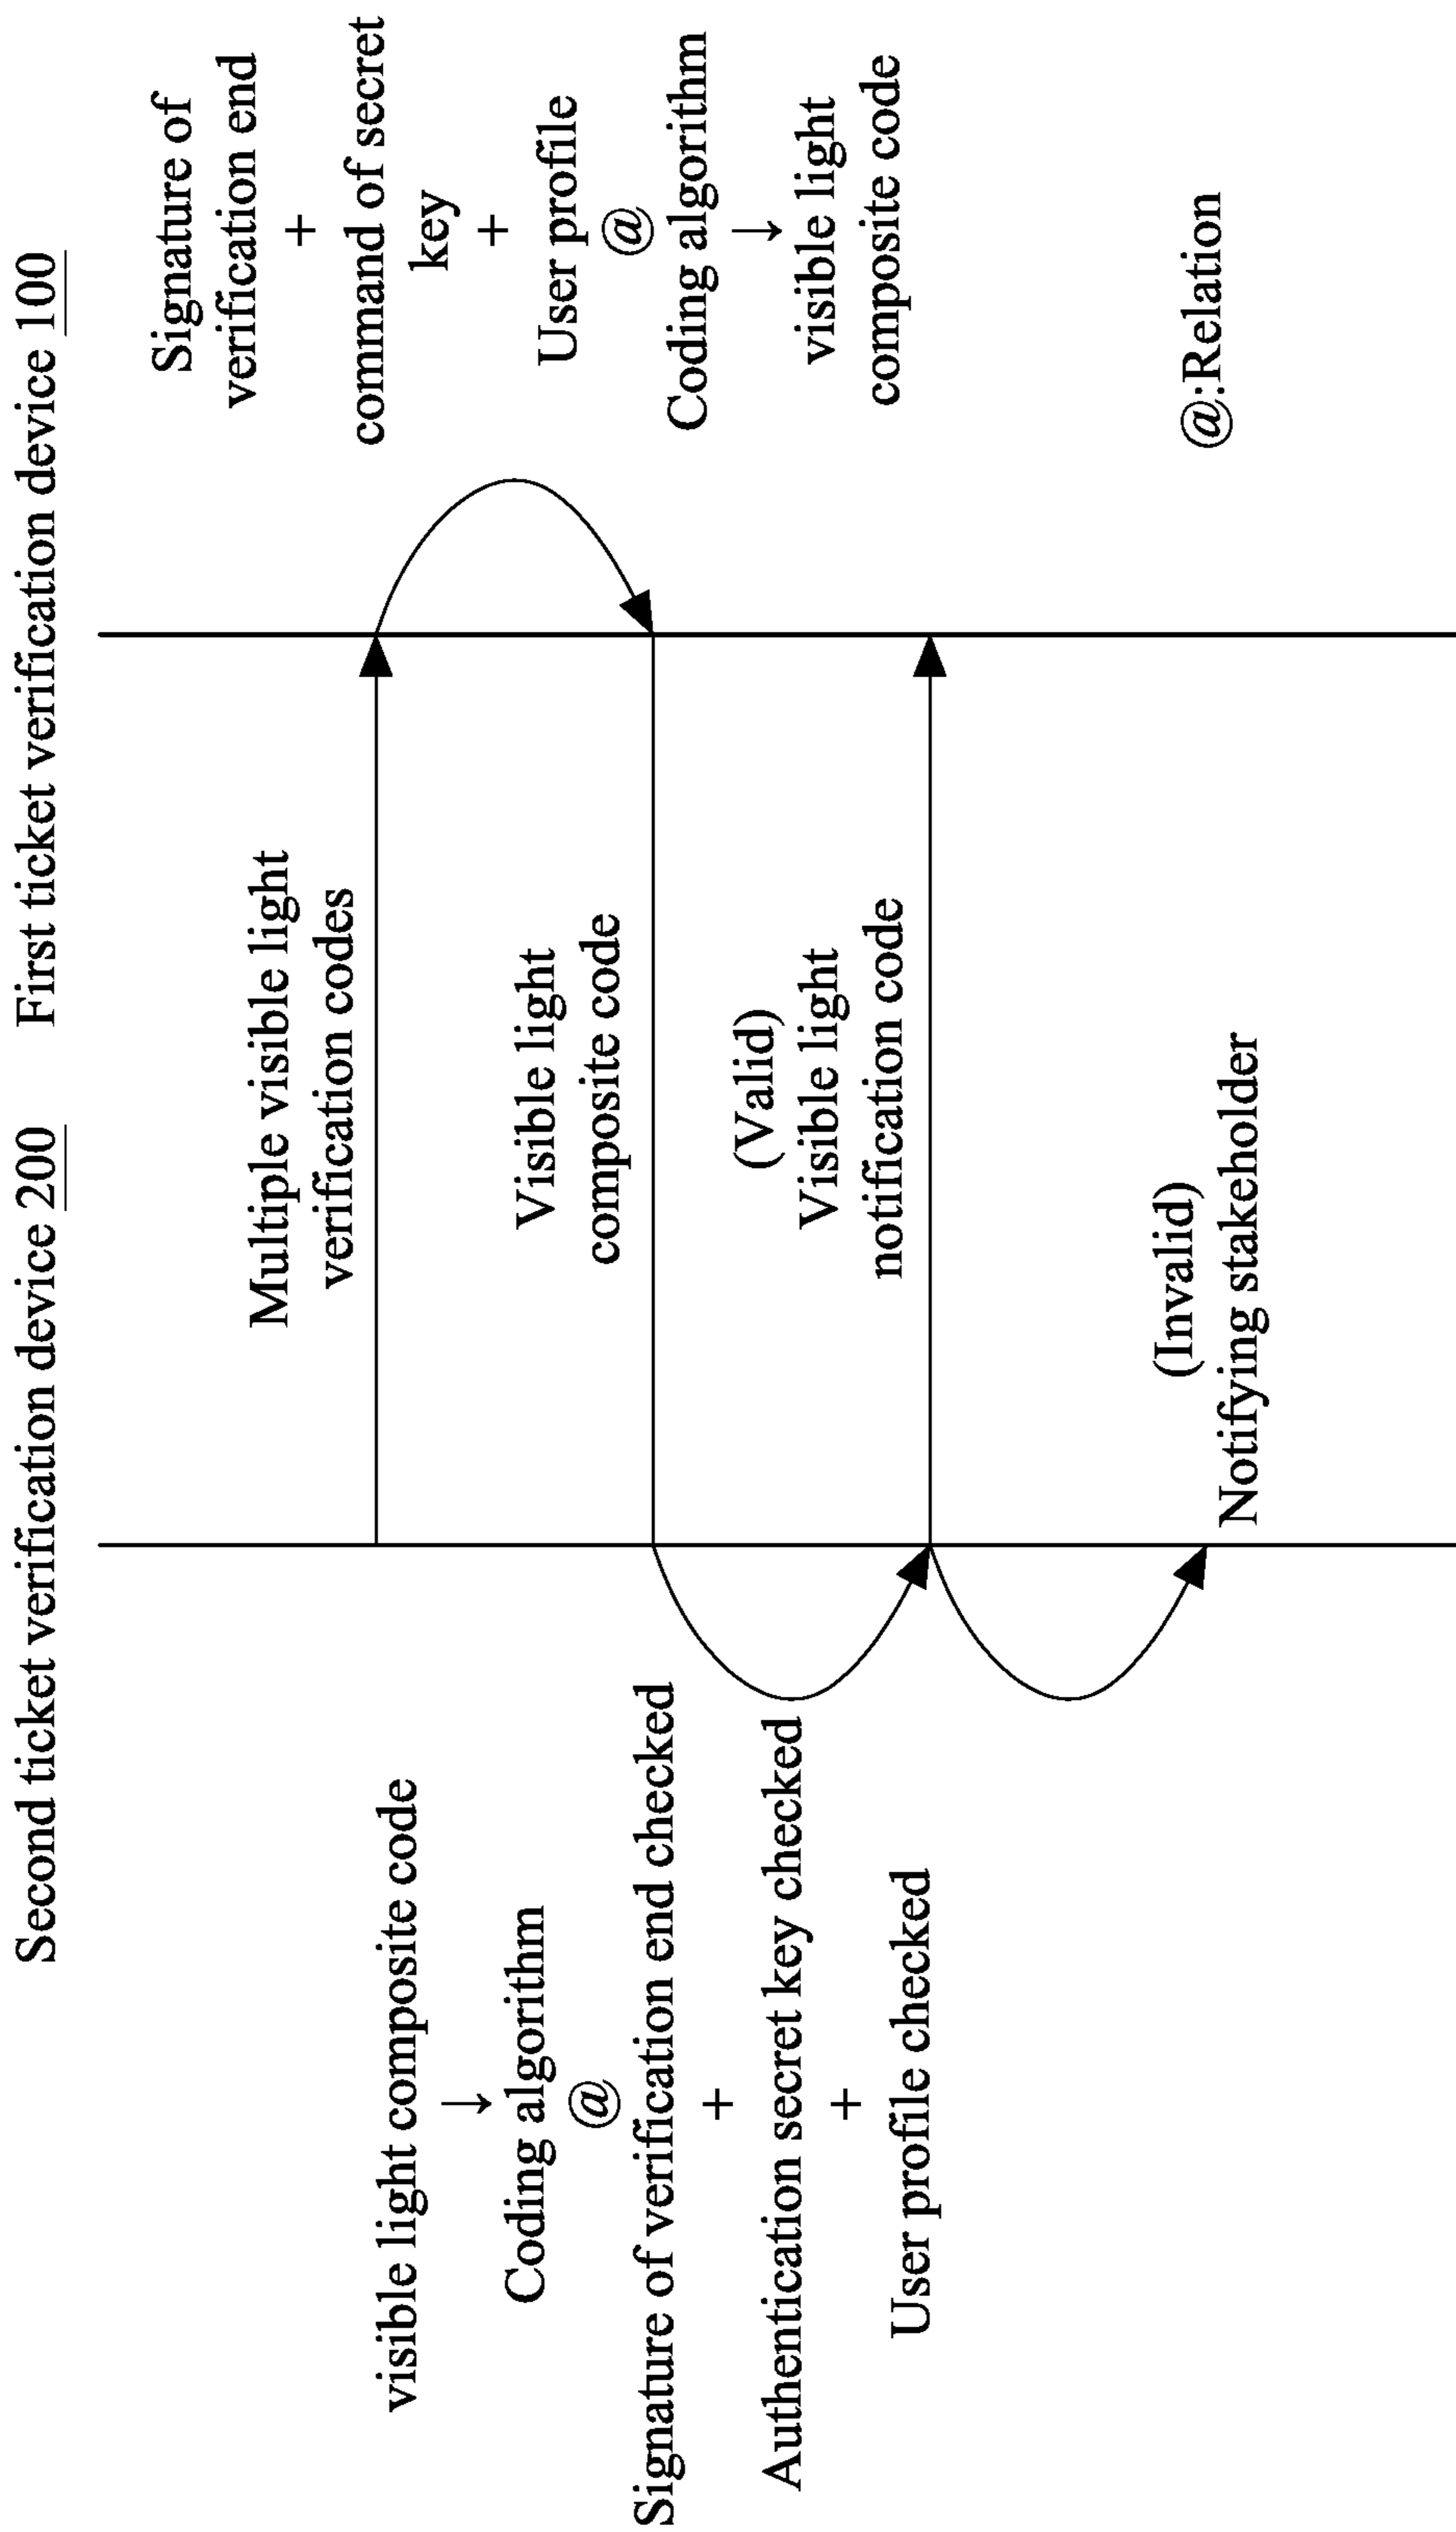 Second ticket verification device 200
First ticket verification device 100
Multiple visible light
verification codes
Signature of
verification end
+
command of secret
key
+
User profile
@
Coding algorithm
↓
visible light
composite code
Visible light
composite code
visible light composite code
↓
Coding algorithm
@
Signature of verification end checked
+
Authentication secret key checked
+
User profile checked
(Valid)
Visible light
notification code
(Invalid)
Notifying stakeholder
@:Relation